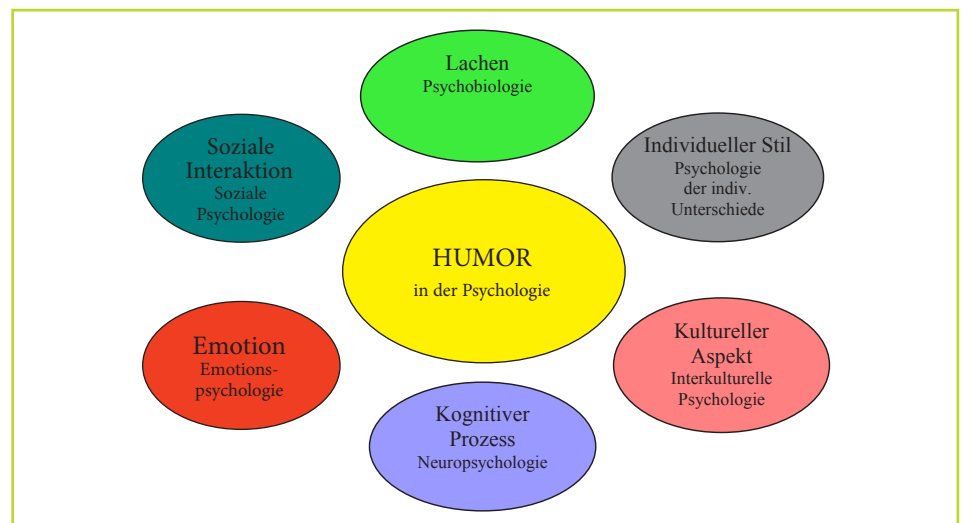 Lachen
Psychobiologie
Soziale
Interaktion
Soziale
Psychologie
Individueller Stil
Psychologie
der indiv.
Unterschiede
HUMOR
in der Psychologie
Emotion
Emotions-
psychologie
Kultureller
Aspekt
Interkulturelle
Psychologie
Kognitiver
Prozess
Neuropsychologie